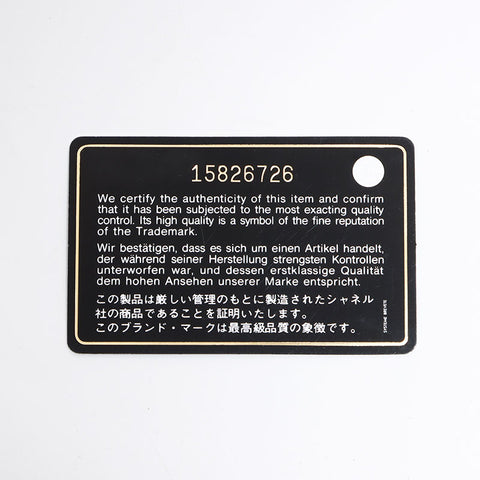 15826726
We certify the authenticity of this item and confirm
that it has been subjected to the most exacting quality
control. Its high quality is a symbol of the fine reputation
of the Trademark.
Wir bestätigen, dass es sich um einen Artikel handelt,
der während seiner Herstellung strengsten Kontrollen
unterworfen war, und dessen erstklassige Qualität
dem hohen Ansehen unserer Marke entspricht.
この製品は厳しい管理のもとに製造されたシャネル
社の商品であることを証明いたします。
このブランド・マークは最高級品質の象徴です。
SYSTEME BREVETE